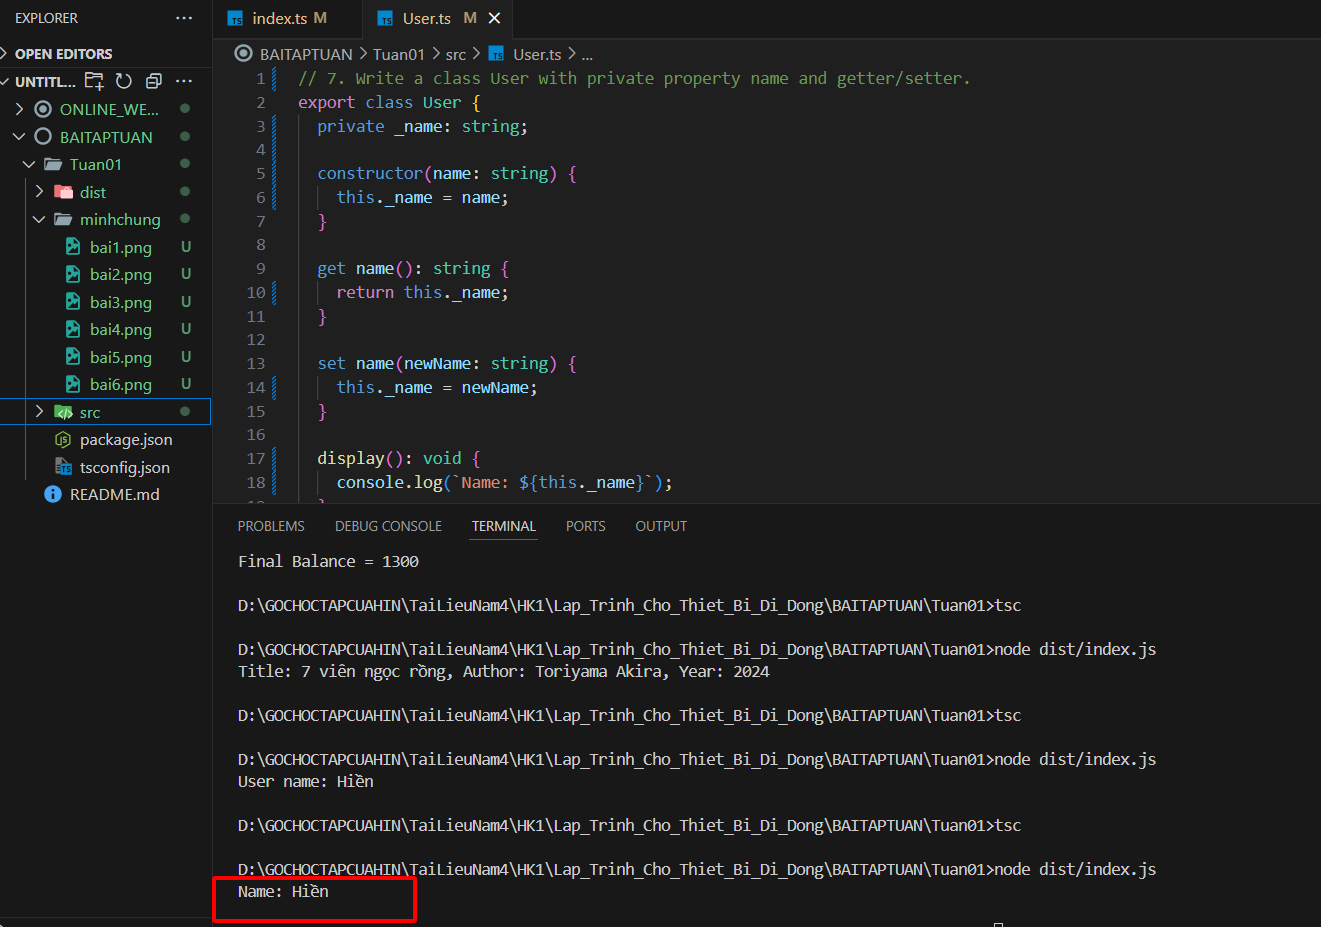 EXPLORER
OPEN EDITORS
UNTITL...
ONLINE_WE...
BAITAPTUAN
Tuan01
dist
minhchung
bai1.png U
bai2.png U
bai3.png U
bai4.png U
bai5.png U
bai6.png U
src
package.json
tsconfig.json
README.md
TS index.ts M
TS User.ts M
BAITAPTUAN > Tuan01 > src > TS User.ts > ...
1 // 7. Write a class User with private property name and getter/setter.
2 export class User {
3 private _name: string;
4
5 constructor(name: string) {
6 this._name = name;
7 }
8
9 get name(): string {
10 return this._name;
11 }
12
13 set name(newName: string) {
14 this._name = newName;
15 }
16
17 display(): void {
18 console.log(`Name: ${this._name}`);
PROBLEMS DEBUG CONSOLE TERMINAL PORTS OUTPUT
Final Balance = 1300
D:\GOCHOCTAPCUAHIN\TaiLieuNam4\HK1\Lap_Trinh_Cho_Thiet_Bi_Di_Dong\BAITAPTUAN\Tuan01>tsc
D:\GOCHOCTAPCUAHIN\TaiLieuNam4\HK1\Lap_Trinh_Cho_Thiet_Bi_Di_Dong\BAITAPTUAN\Tuan01>node dist/index.js
Title: 7 viên ngọc rồng, Author: Toriyama Akira, Year: 2024
D:\GOCHOCTAPCUAHIN\TaiLieuNam4\HK1\Lap_Trinh_Cho_Thiet_Bi_Di_Dong\BAITAPTUAN\Tuan01>tsc
D:\GOCHOCTAPCUAHIN\TaiLieuNam4\HK1\Lap_Trinh_Cho_Thiet_Bi_Di_Dong\BAITAPTUAN\Tuan01>node dist/index.js
User name: Hiền
D:\GOCHOCTAPCUAHIN\TaiLieuNam4\HK1\Lap_Trinh_Cho_Thiet_Bi_Di_Dong\BAITAPTUAN\Tuan01>tsc
D:\GOCHOCTAPCUAHIN\TaiLieuNam4\HK1\Lap_Trinh_Cho_Thiet_Bi_Di_Dong\BAITAPTUAN\Tuan01>node dist/index.js
Name: Hiền